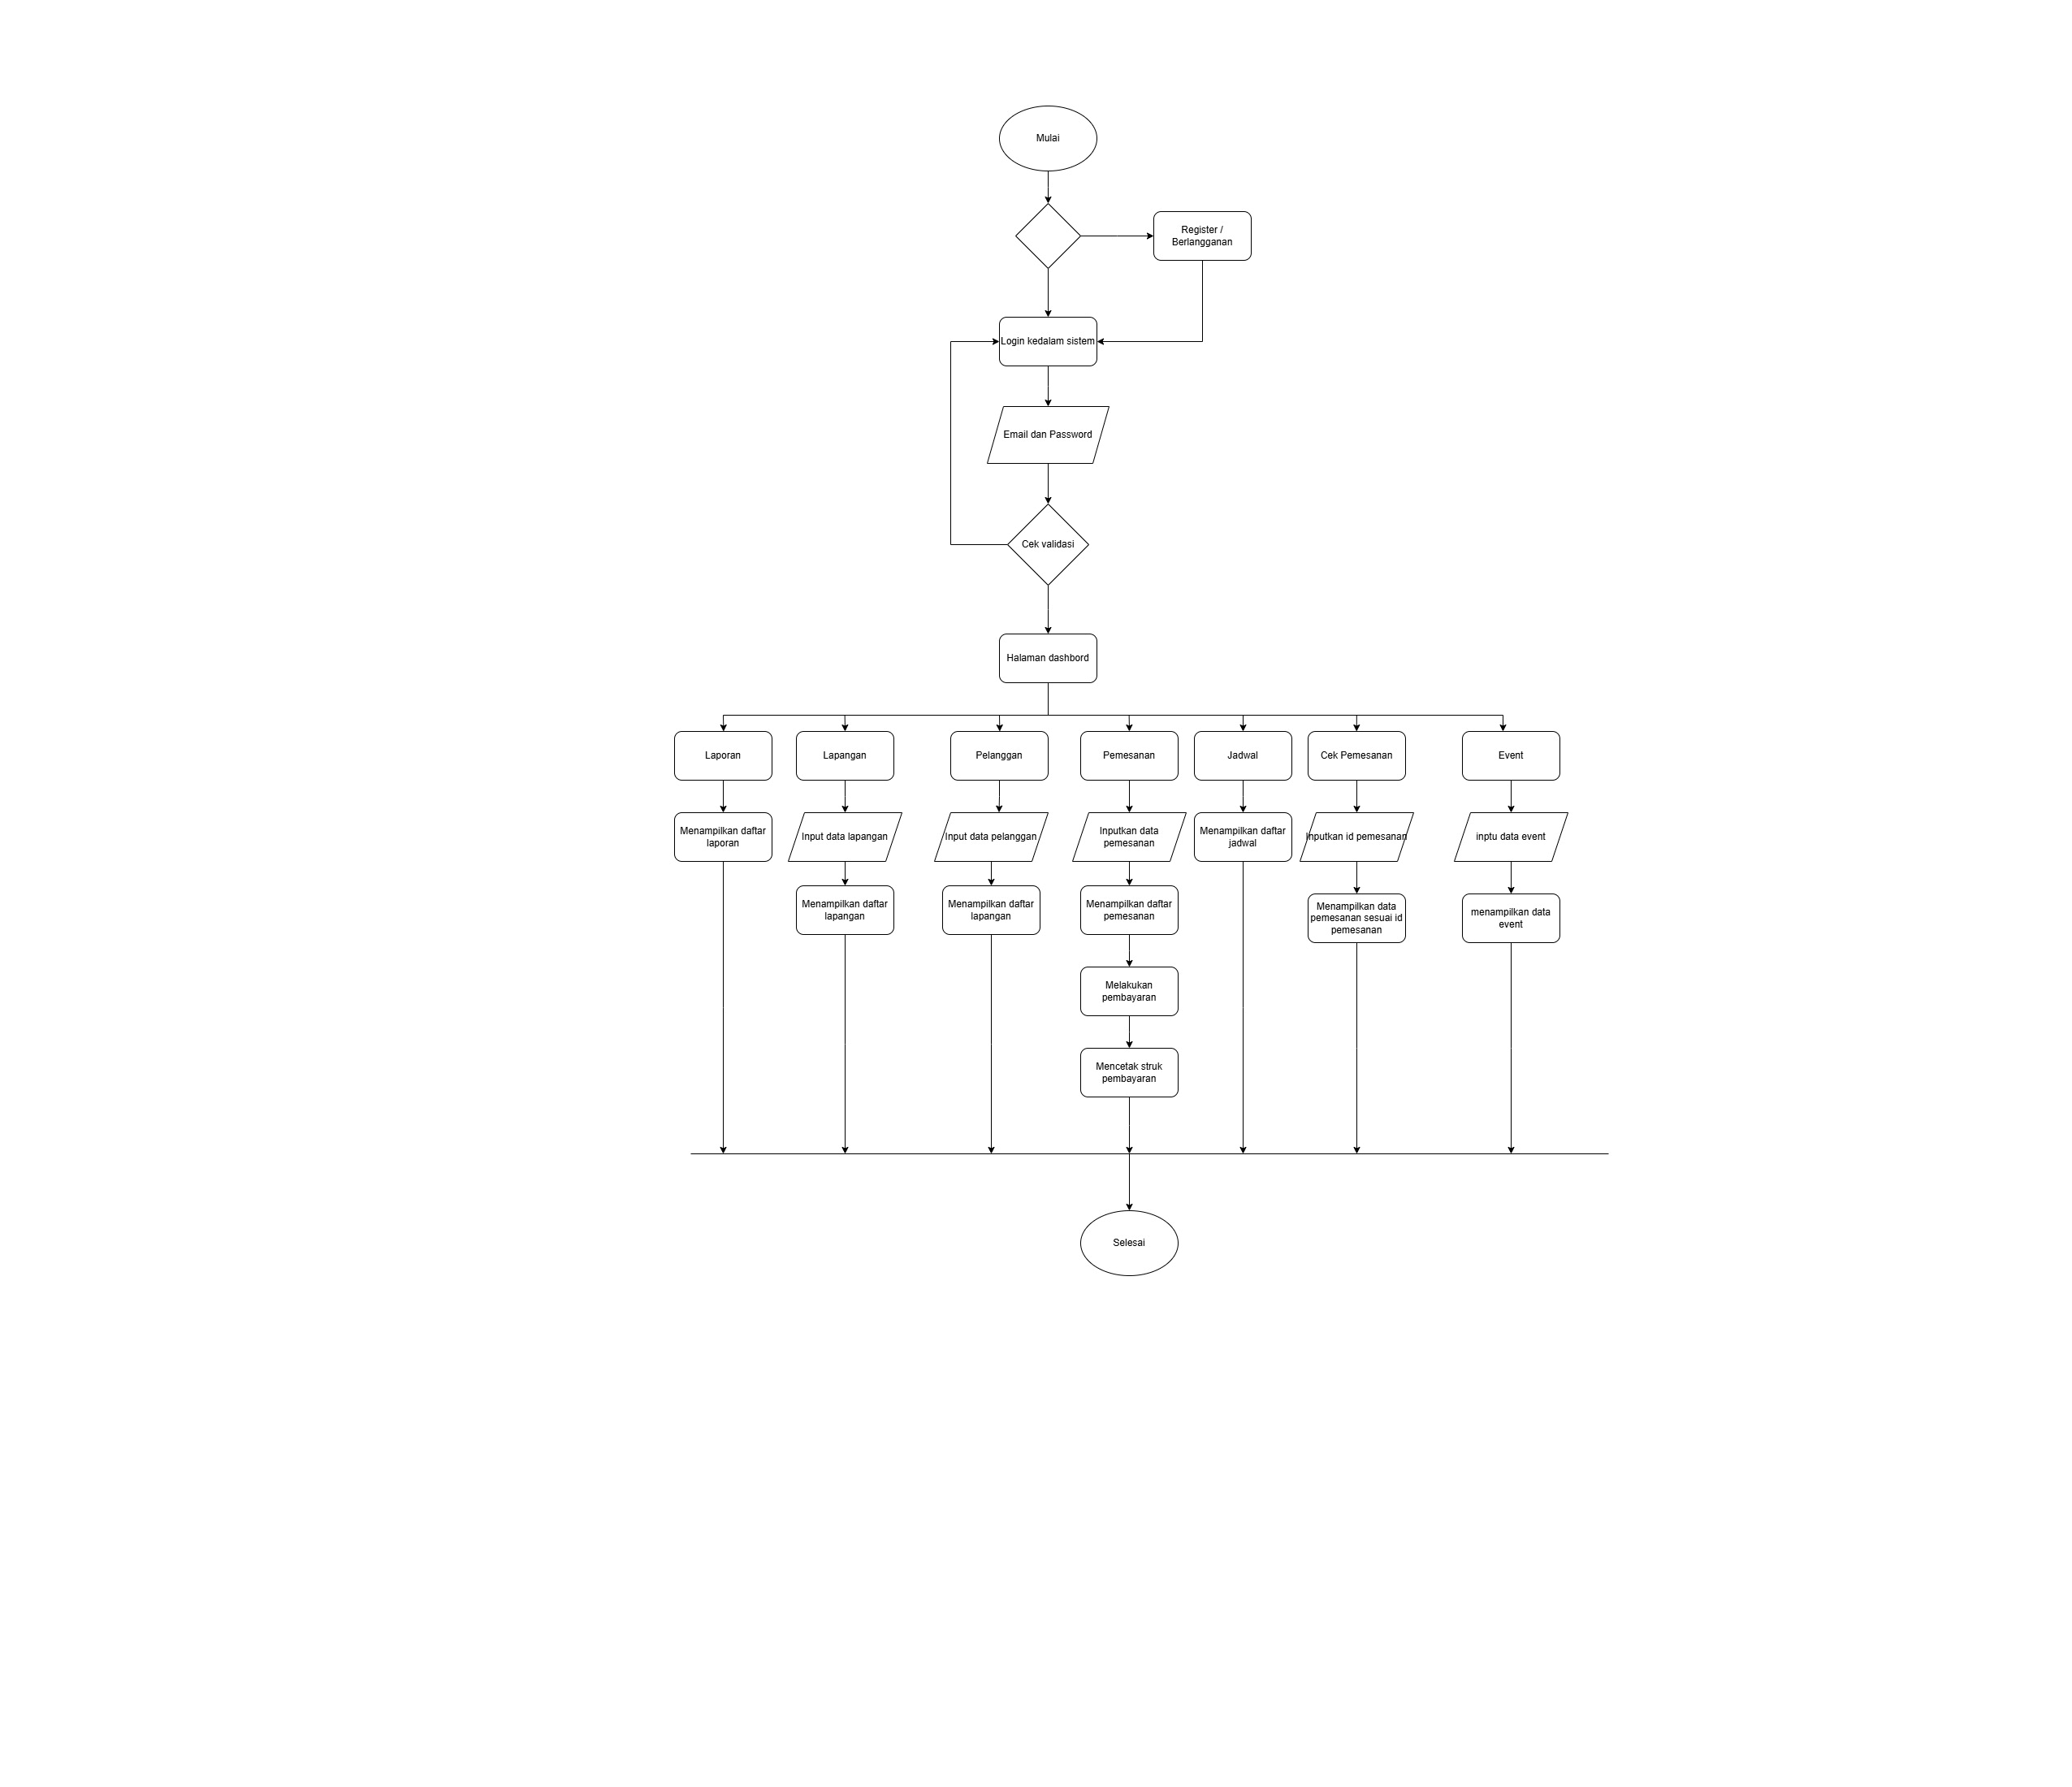 Mulai
Register /
Berlangganan
Login kedalam sistem
Email dan Password
Cek validasi
Halaman dashbord
Laporan
Lapangan
Pelanggan
Pemesanan
Jadwal
Cek Pemesanan
Event
Menampilkan daftar
laporan
Input data lapangan
Input data pelanggan
Inputkan data
pemesanan
Menampilkan daftar
jadwal
Inputkan id pemesanan
inptu data event
Menampilkan daftar
lapangan
Menampilkan daftar
lapangan
Menampilkan daftar
pemesanan
Menampilkan data
pemesanan sesuai id
pemesanan
menampilkan data
event
Melakukan
pembayaran
Mencetak struk
pembayaran
Selesai